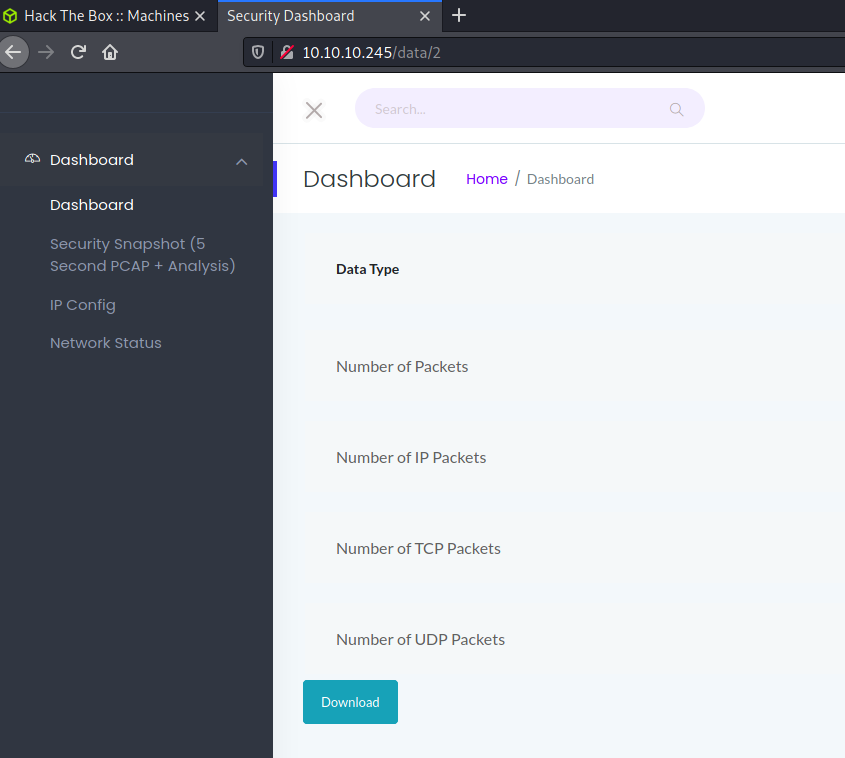 Hack The Box :: Machines
Security Dashboard
10.10.10.245/data/2
Search...
Dashboard
Dashboard
Security Snapshot (5
Second PCAP + Analysis)
IP Config
Network Status
Dashboard
Home / Dashboard
Data Type
Number of Packets
Number of IP Packets
Number of TCP Packets
Number of UDP Packets
Download